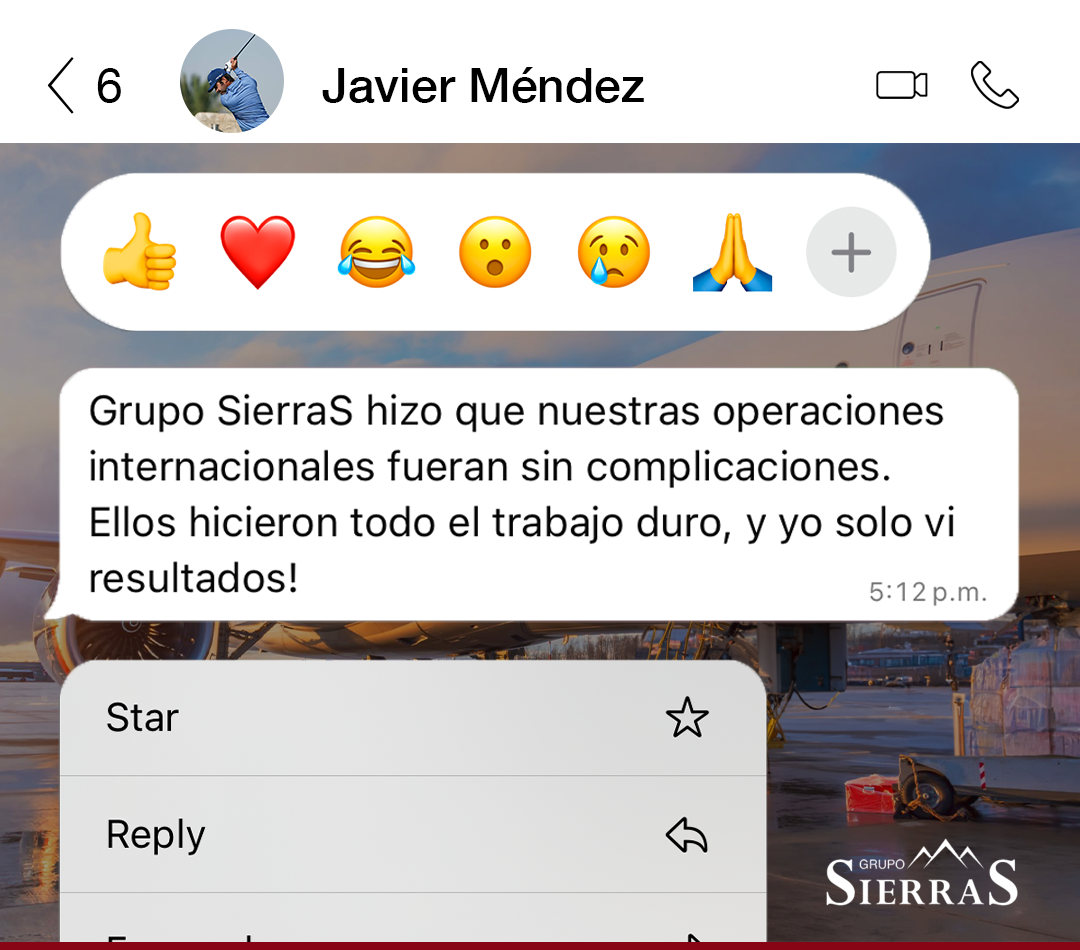 6 Javier Méndez
Grupo SierraS hizo que nuestras operaciones
internacionales fueran sin complicaciones.
Ellos hicieron todo el trabajo duro, y yo solo vi
resultados!
5:12 p.m.
Star
Reply
GRUPO
SIERRAS